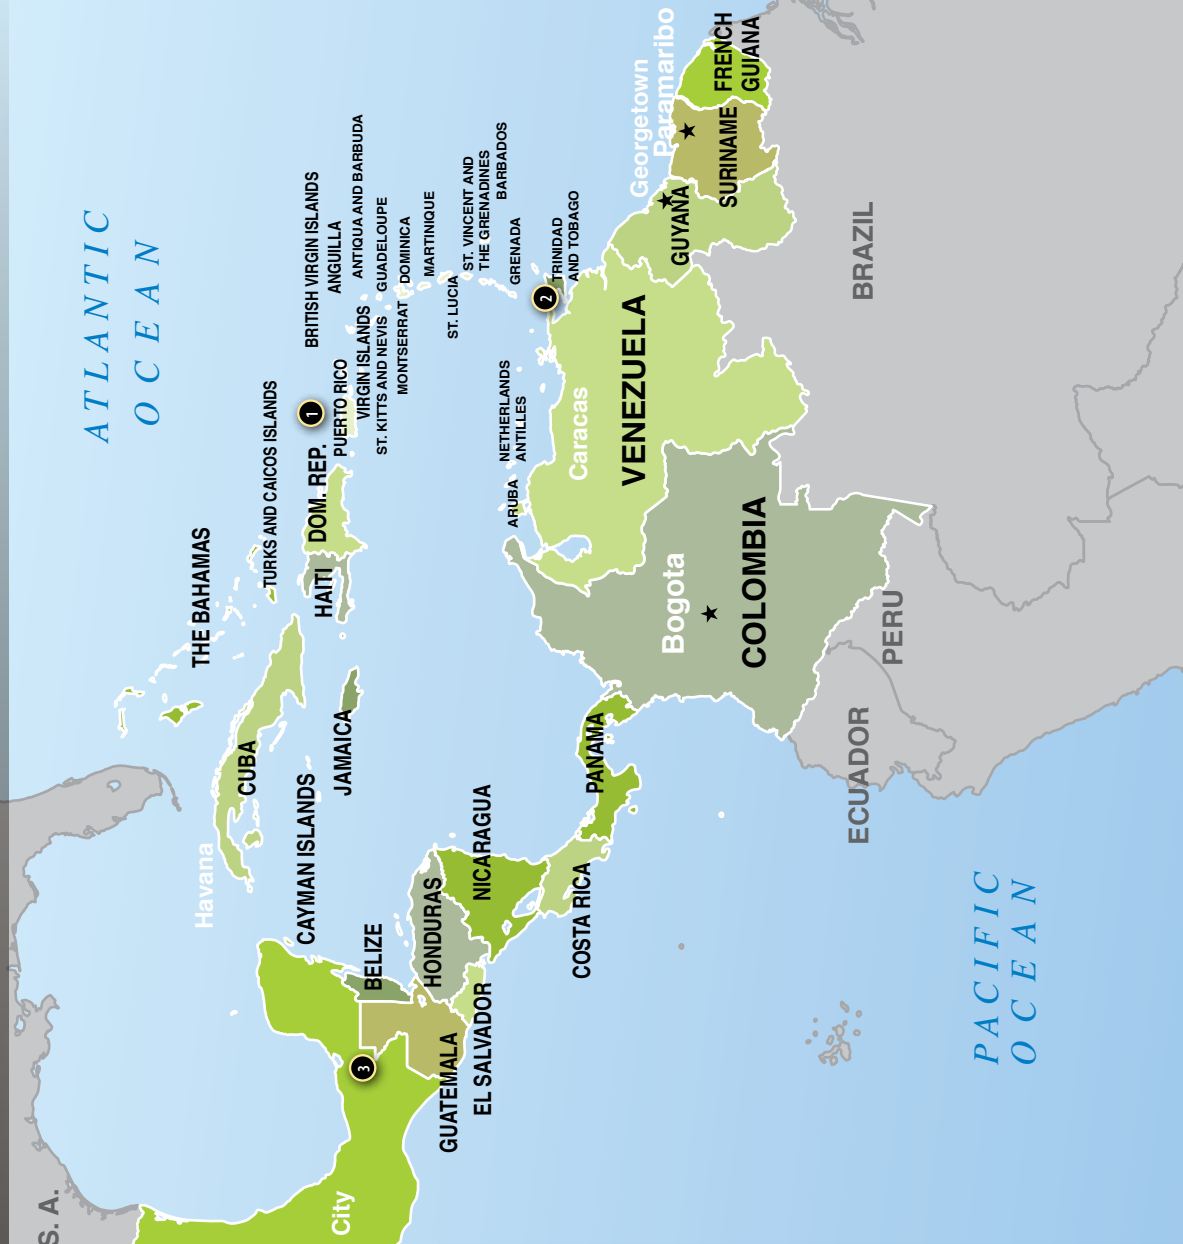 S. A.
City
ATLANTIC
OCEAN
THE BAHAMAS
TURKS AND CAICOS ISLANDS
Havana
CUBA
CAYMAN ISLANDS
JAMAICA
HAITI
DOM. REP.
1
PUERTO RICO
BRITISH VIRGIN ISLANDS
VIRGIN ISLANDS
ANGUILLA
ANTIQUA AND BARBUDA
ST. KITTS AND NEVIS
GUADELOUPE
MONTSERRAT
DOMINICA
MARTINIQUE
ST. LUCIA
ST. VINCENT AND
THE GRENADINES
BARBADOS
GRENADA
NETHERLANDS
ANTILLES
ARUBA
2
TRINIDAD
AND TOBAGO
3
BELIZE
GUATEMALA
HONDURAS
EL SALVADOR
NICARAGUA
COSTA RICA
PANAMA
Caracas
VENEZUELA
Georgetown
Paramaribo
GUYANA
SURINAME
FRENCH
GUIANA
Bogota
COLOMBIA
BRAZIL
PERU
ECUADOR
PACIFIC
OCEAN